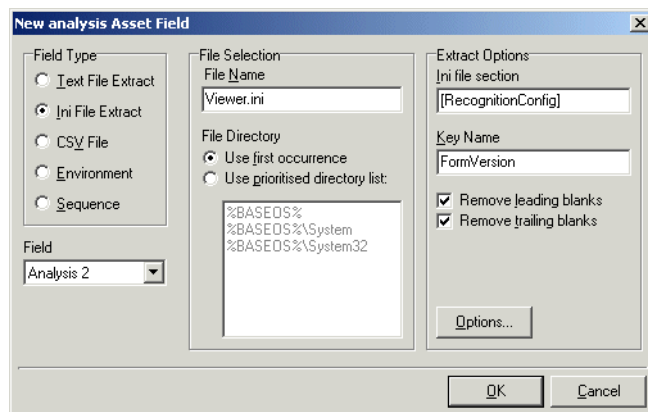 New analysis Asset Field
Field Type
Text File Extract
Ini File Extract
CSV File
Environment
Sequence
Field
Analysis 2
File Selection
File Name
Viewer.ini
File Directory
Use first occurrence
Use prioritised directory list:
%BASEOS%
%BASEOS%\System
%BASEOS%\System32
Extract Options
Ini file section
[RecognitionConfig]
Key Name
FormVersion
Remove leading blanks
Remove trailing blanks
Options...
OK
Cancel